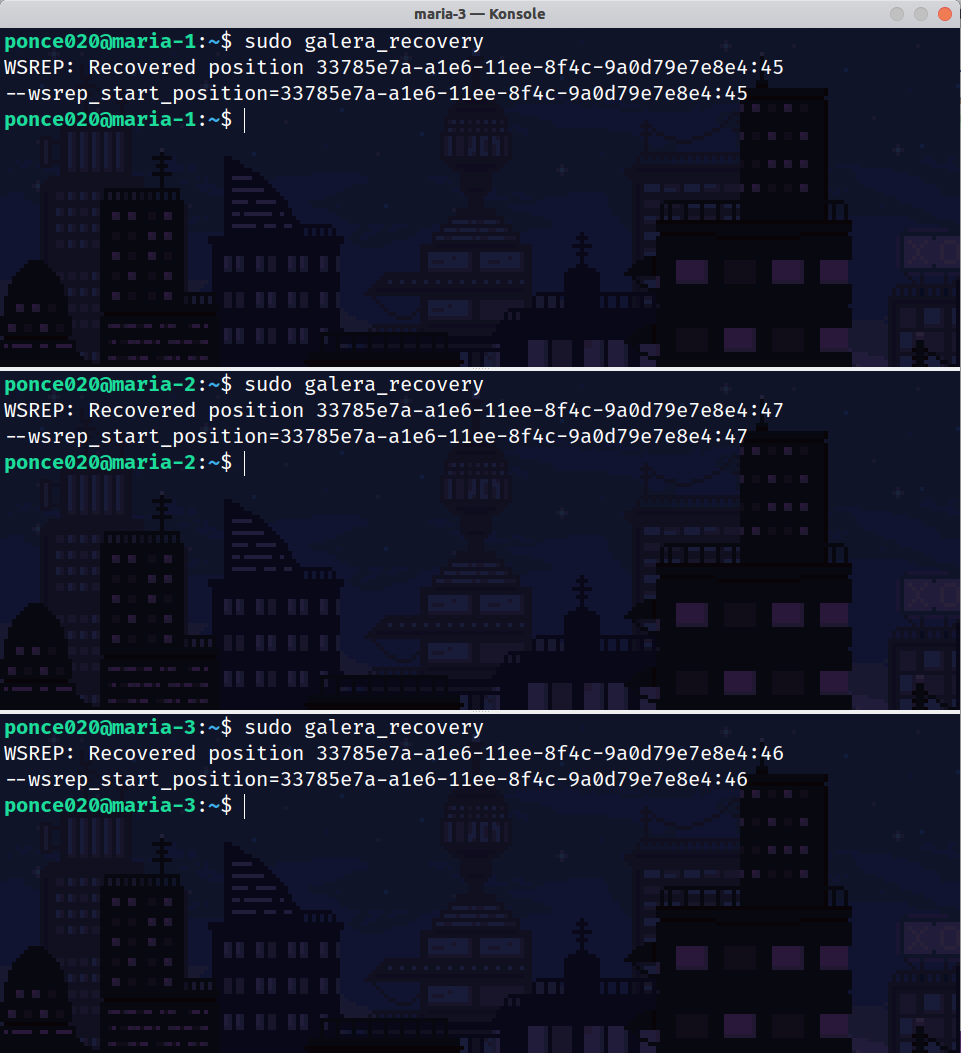 maria-3 — Konsole
ponce020@maria-1:~$ sudo galera_recovery
WSREP: Recovered position 33785e7a-a1e6-11ee-8f4c-9a0d79e7e8e4:45
--wsrep_start_position=33785e7a-a1e6-11ee-8f4c-9a0d79e7e8e4:45
ponce020@maria-1:~$
ponce020@maria-2:~$ sudo galera_recovery
WSREP: Recovered position 33785e7a-a1e6-11ee-8f4c-9a0d79e7e8e4:47
--wsrep_start_position=33785e7a-a1e6-11ee-8f4c-9a0d79e7e8e4:47
ponce020@maria-2:~$
ponce020@maria-3:~$ sudo galera_recovery
WSREP: Recovered position 33785e7a-a1e6-11ee-8f4c-9a0d79e7e8e4:46
--wsrep_start_position=33785e7a-a1e6-11ee-8f4c-9a0d79e7e8e4:46
ponce020@maria-3:~$